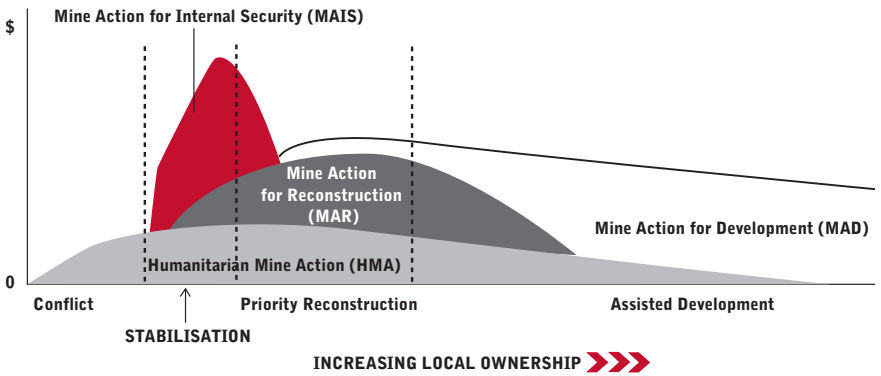 Mine Action for Internal Security (MAIS)
$
Mine Action
for Reconstruction
(MAR)
Mine Action for Development (MAD)
Humanitarian Mine Action (HMA)
0
Conflict
Priority Reconstruction
Assisted Development
STABILISATION
INCREASING LOCAL OWNERSHIP